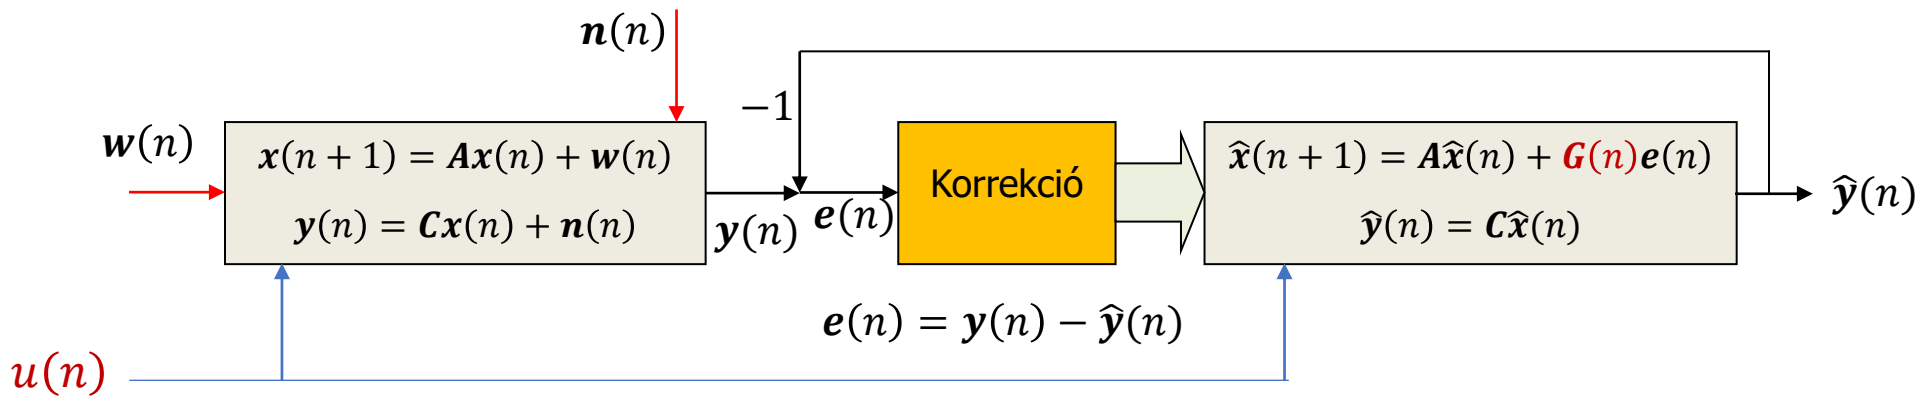 n(n)
−1
w(n)
x(n + 1) = Ax(n) + w(n)
y(n) = Cx(n) + n(n)
y(n)
e(n)
Korrekció
x̂(n + 1) = Ax̂(n) + G(n)e(n)
ŷ(n) = Cx̂(n)
ŷ(n)
e(n) = y(n) − ŷ(n)
u(n)